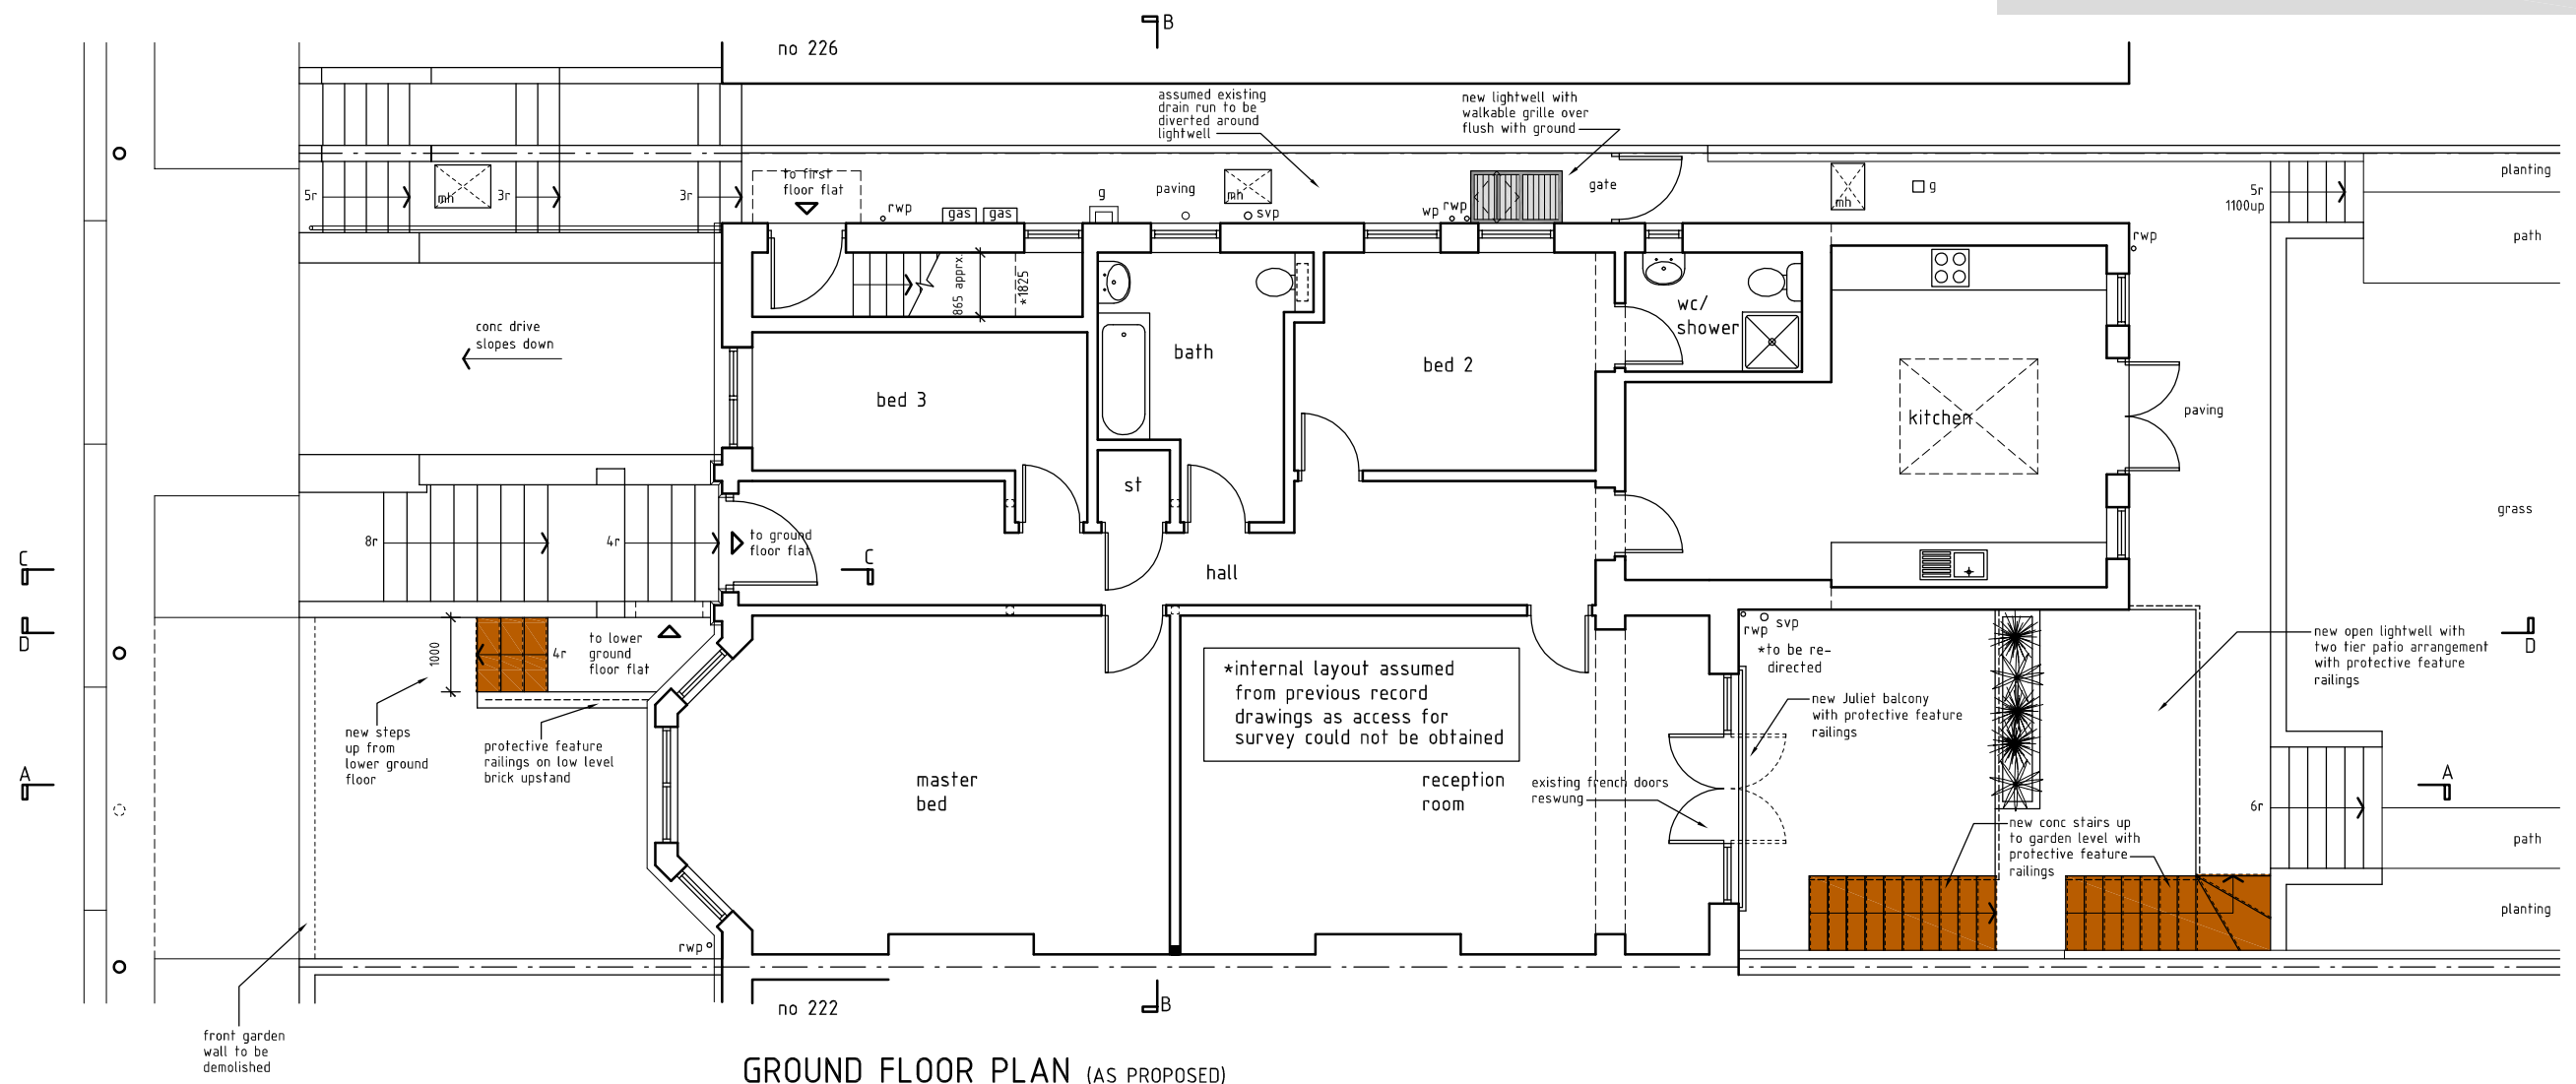 B
no 226
assumed existing
drain run to be
diverted around
lightwell
new lightwell with
walkable grille over
flush with ground
5r
mh
3r
3r
to first
floor flat
rwp
gas
gas
g
paving
mh
svp
wp
rwp
gate
mh
g
5r
1100up
planting
path
rwp
865 apprx.
*1825
conc drive
slopes down
bed 3
bath
bed 2
wc/
shower
kitchen
paving
st
grass
8r
4r
to ground
floor flat
C
C
hall
D
1000
4r
to lower
ground
floor flat
*internal layout assumed
from previous record
drawings as access for
survey could not be obtained
rwp
svp
*to be re-
directed
new open lightwell with
two tier patio arrangement
with protective feature
railings
D
new Juliet balcony
with protective feature
railings
new steps
up from
lower ground
floor
protective feature
railings on low level
brick upstand
A
master
bed
reception
room
existing french doors
reswung
A
6r
new conc stairs up
to garden level with
protective feature
railings
path
planting
rwp
front garden
wall to be
demolished
no 222
B
GROUND FLOOR PLAN (AS PROPOSED)